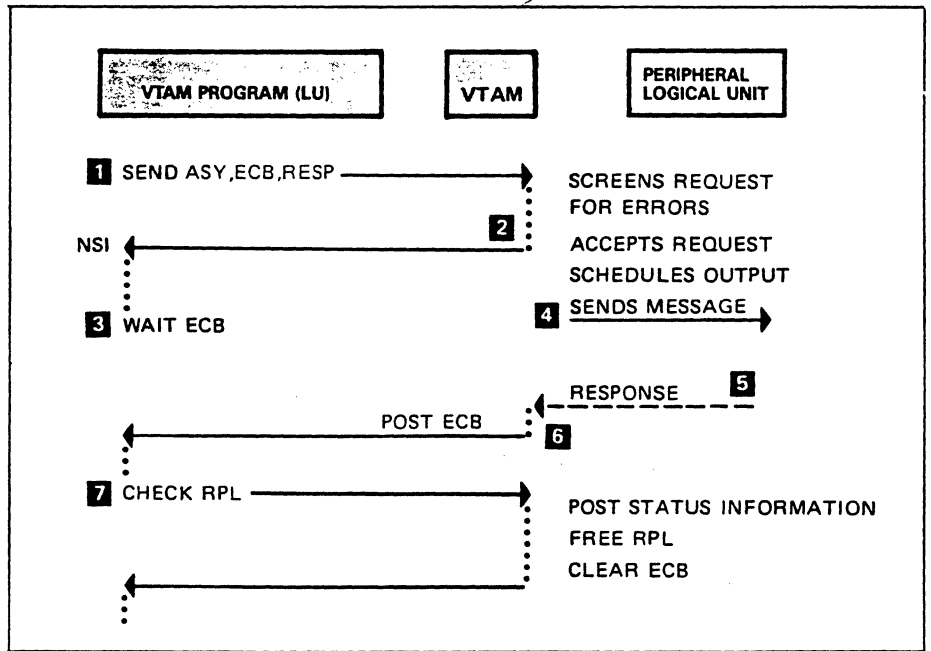 VTAM PROGRAM (LU)
VTAM
PERIPHERAL
LOGICAL UNIT
1 SEND ASY,ECB,RESP
SCREENS REQUEST
FOR ERRORS
2
NSI
ACCEPTS REQUEST
SCHEDULES OUTPUT
3 WAIT ECB
4 SENDS MESSAGE
RESPONSE 5
POST ECB
6
7 CHECK RPL
POST STATUS INFORMATION
FREE RPL
CLEAR ECB